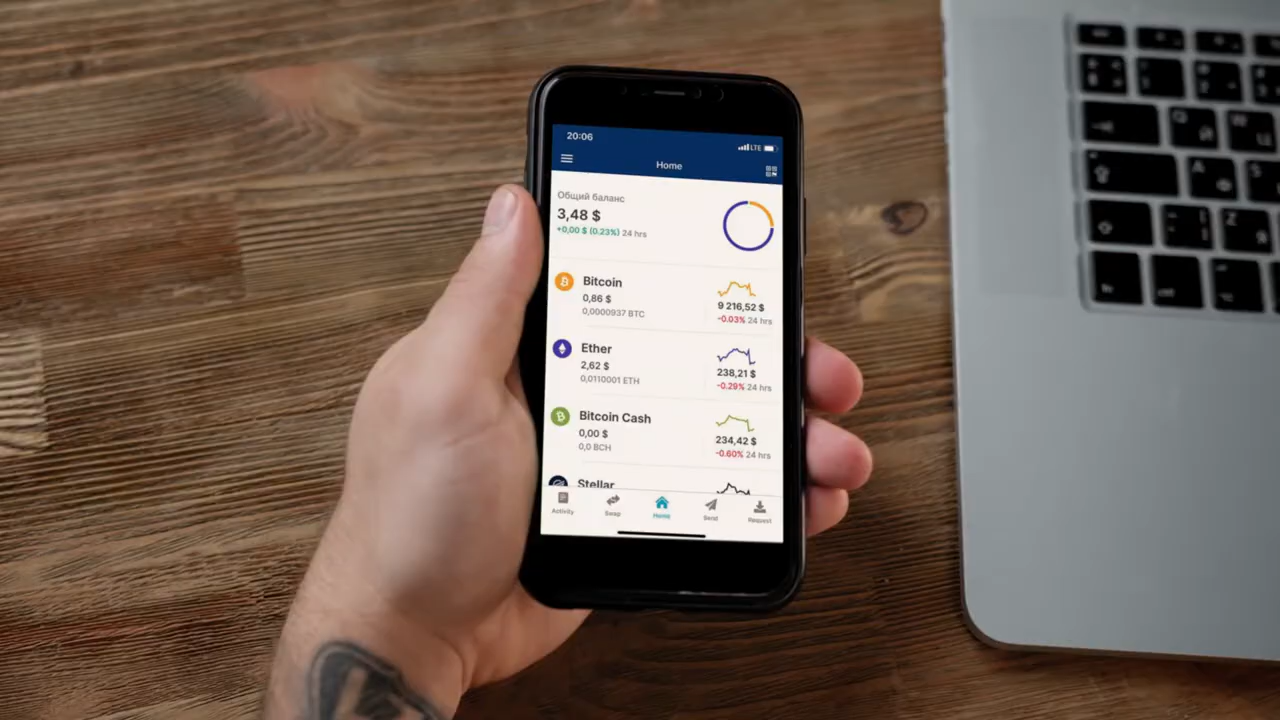 20:06
LTE
Home
Общий баланс
3,48 $
+0,00 $ (0.23%) 24 hrs
Bitcoin
0,86 $
0,0000937 BTC
9 216,52 $
-0.03% 24 hrs
Ether
2,62 $
0,0110001 ETH
238,21 $
-0.29% 24 hrs
Bitcoin Cash
0,00 $
0,0 BCH
234,42 $
-0.60% 24 hrs
Stellar
Activity
Swap
Home
Send
Request